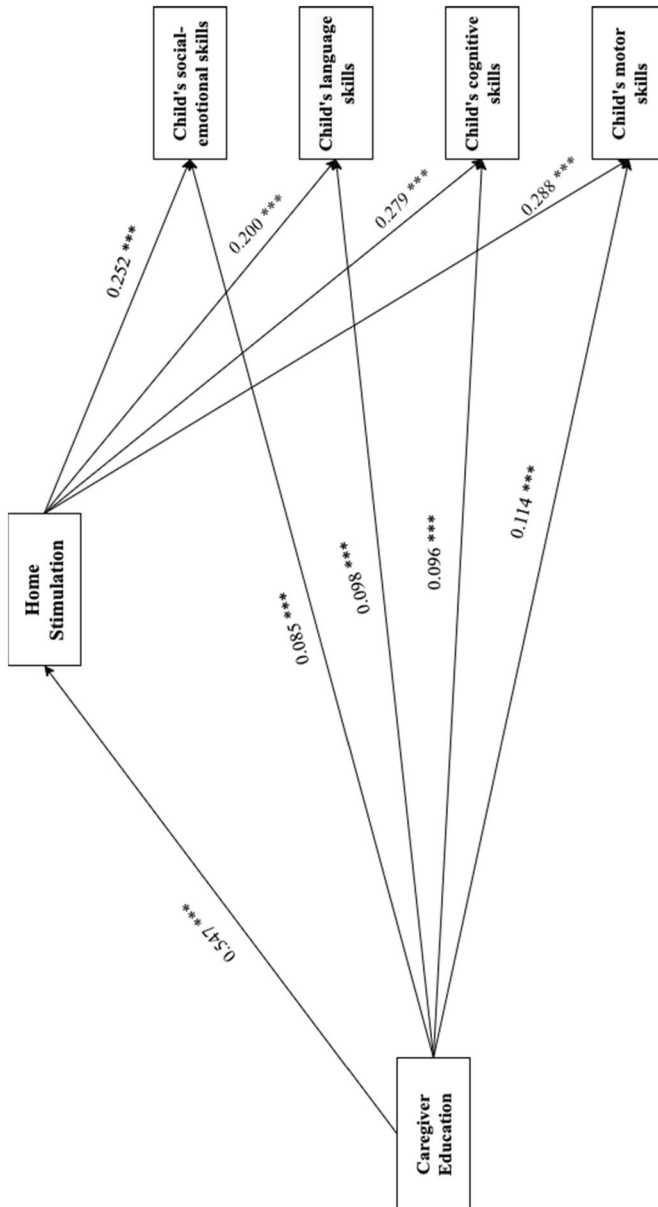 Home
Stimulation
Caregiver
Education
Child's social-
emotional skills
Child's language
skills
Child's cognitive
skills
Child's motor
skills
0.547 ***
0.252 ***
0.200 ***
0.279 ***
0.288 ***
0.085 ***
0.098 ***
0.096 ***
0.114 ***